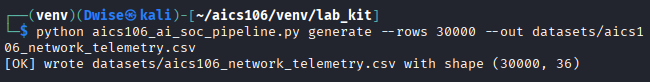 ┌──(venv)(Dwise㉿kali)-[~/aics106/venv/lab_kit]
└─$ python aics106_ai_soc_pipeline.py generate --rows 30000 --out datasets/aics1
06_network_telemetry.csv
[OK] wrote datasets/aics106_network_telemetry.csv with shape (30000, 36)